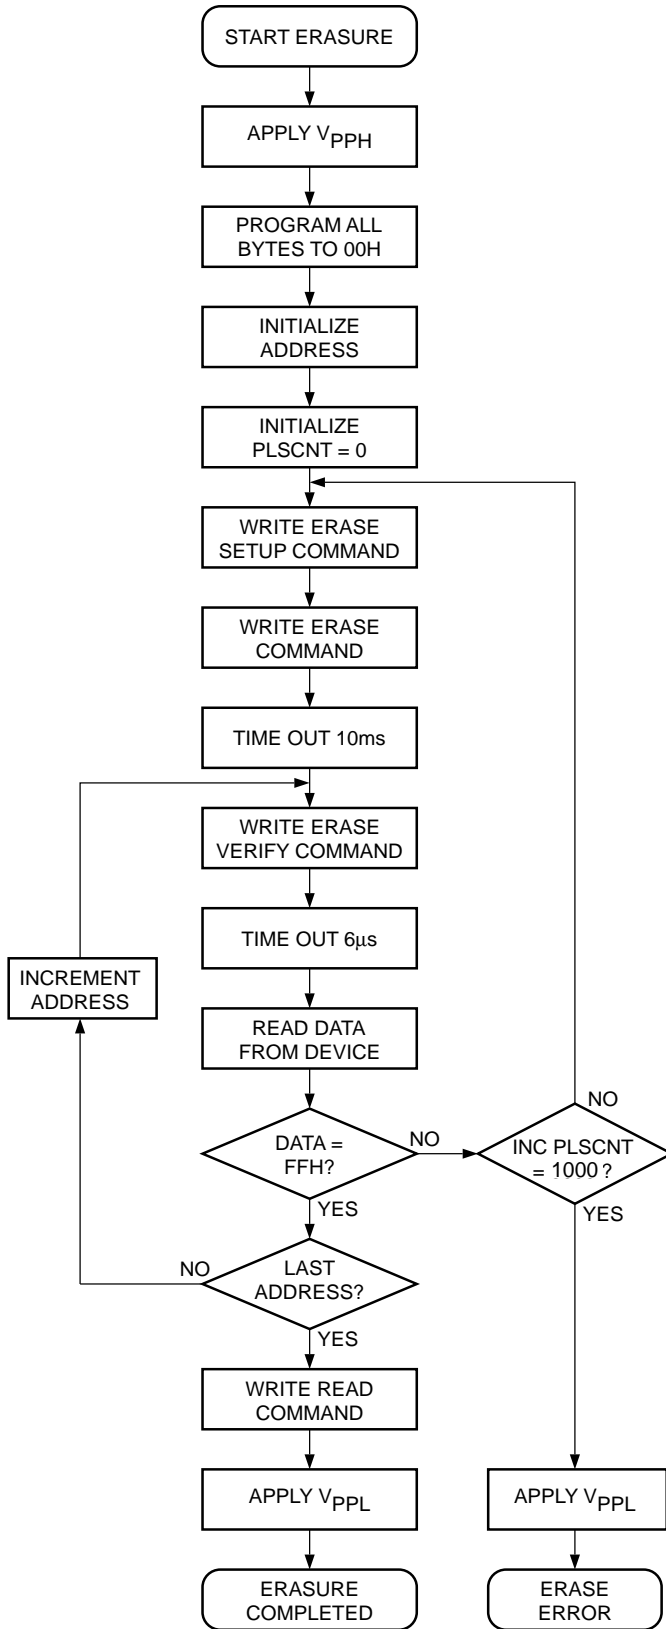 START ERASURE
APPLY VPPH
PROGRAM ALL
BYTES TO 00H
INITIALIZE
ADDRESS
INITIALIZE
PLSCNT = 0
WRITE ERASE
SETUP COMMAND
WRITE ERASE
COMMAND
TIME OUT 10ms
WRITE ERASE
VERIFY COMMAND
TIME OUT 6μs
INCREMENT
ADDRESS
READ DATA
FROM DEVICE
DATA =
FFH?
NO
YES
INC PLSCNT
= 1000 ?
NO
YES
LAST
ADDRESS?
NO
YES
WRITE READ
COMMAND
APPLY VPPL
ERASURE
COMPLETED
APPLY VPPL
ERASE
ERROR